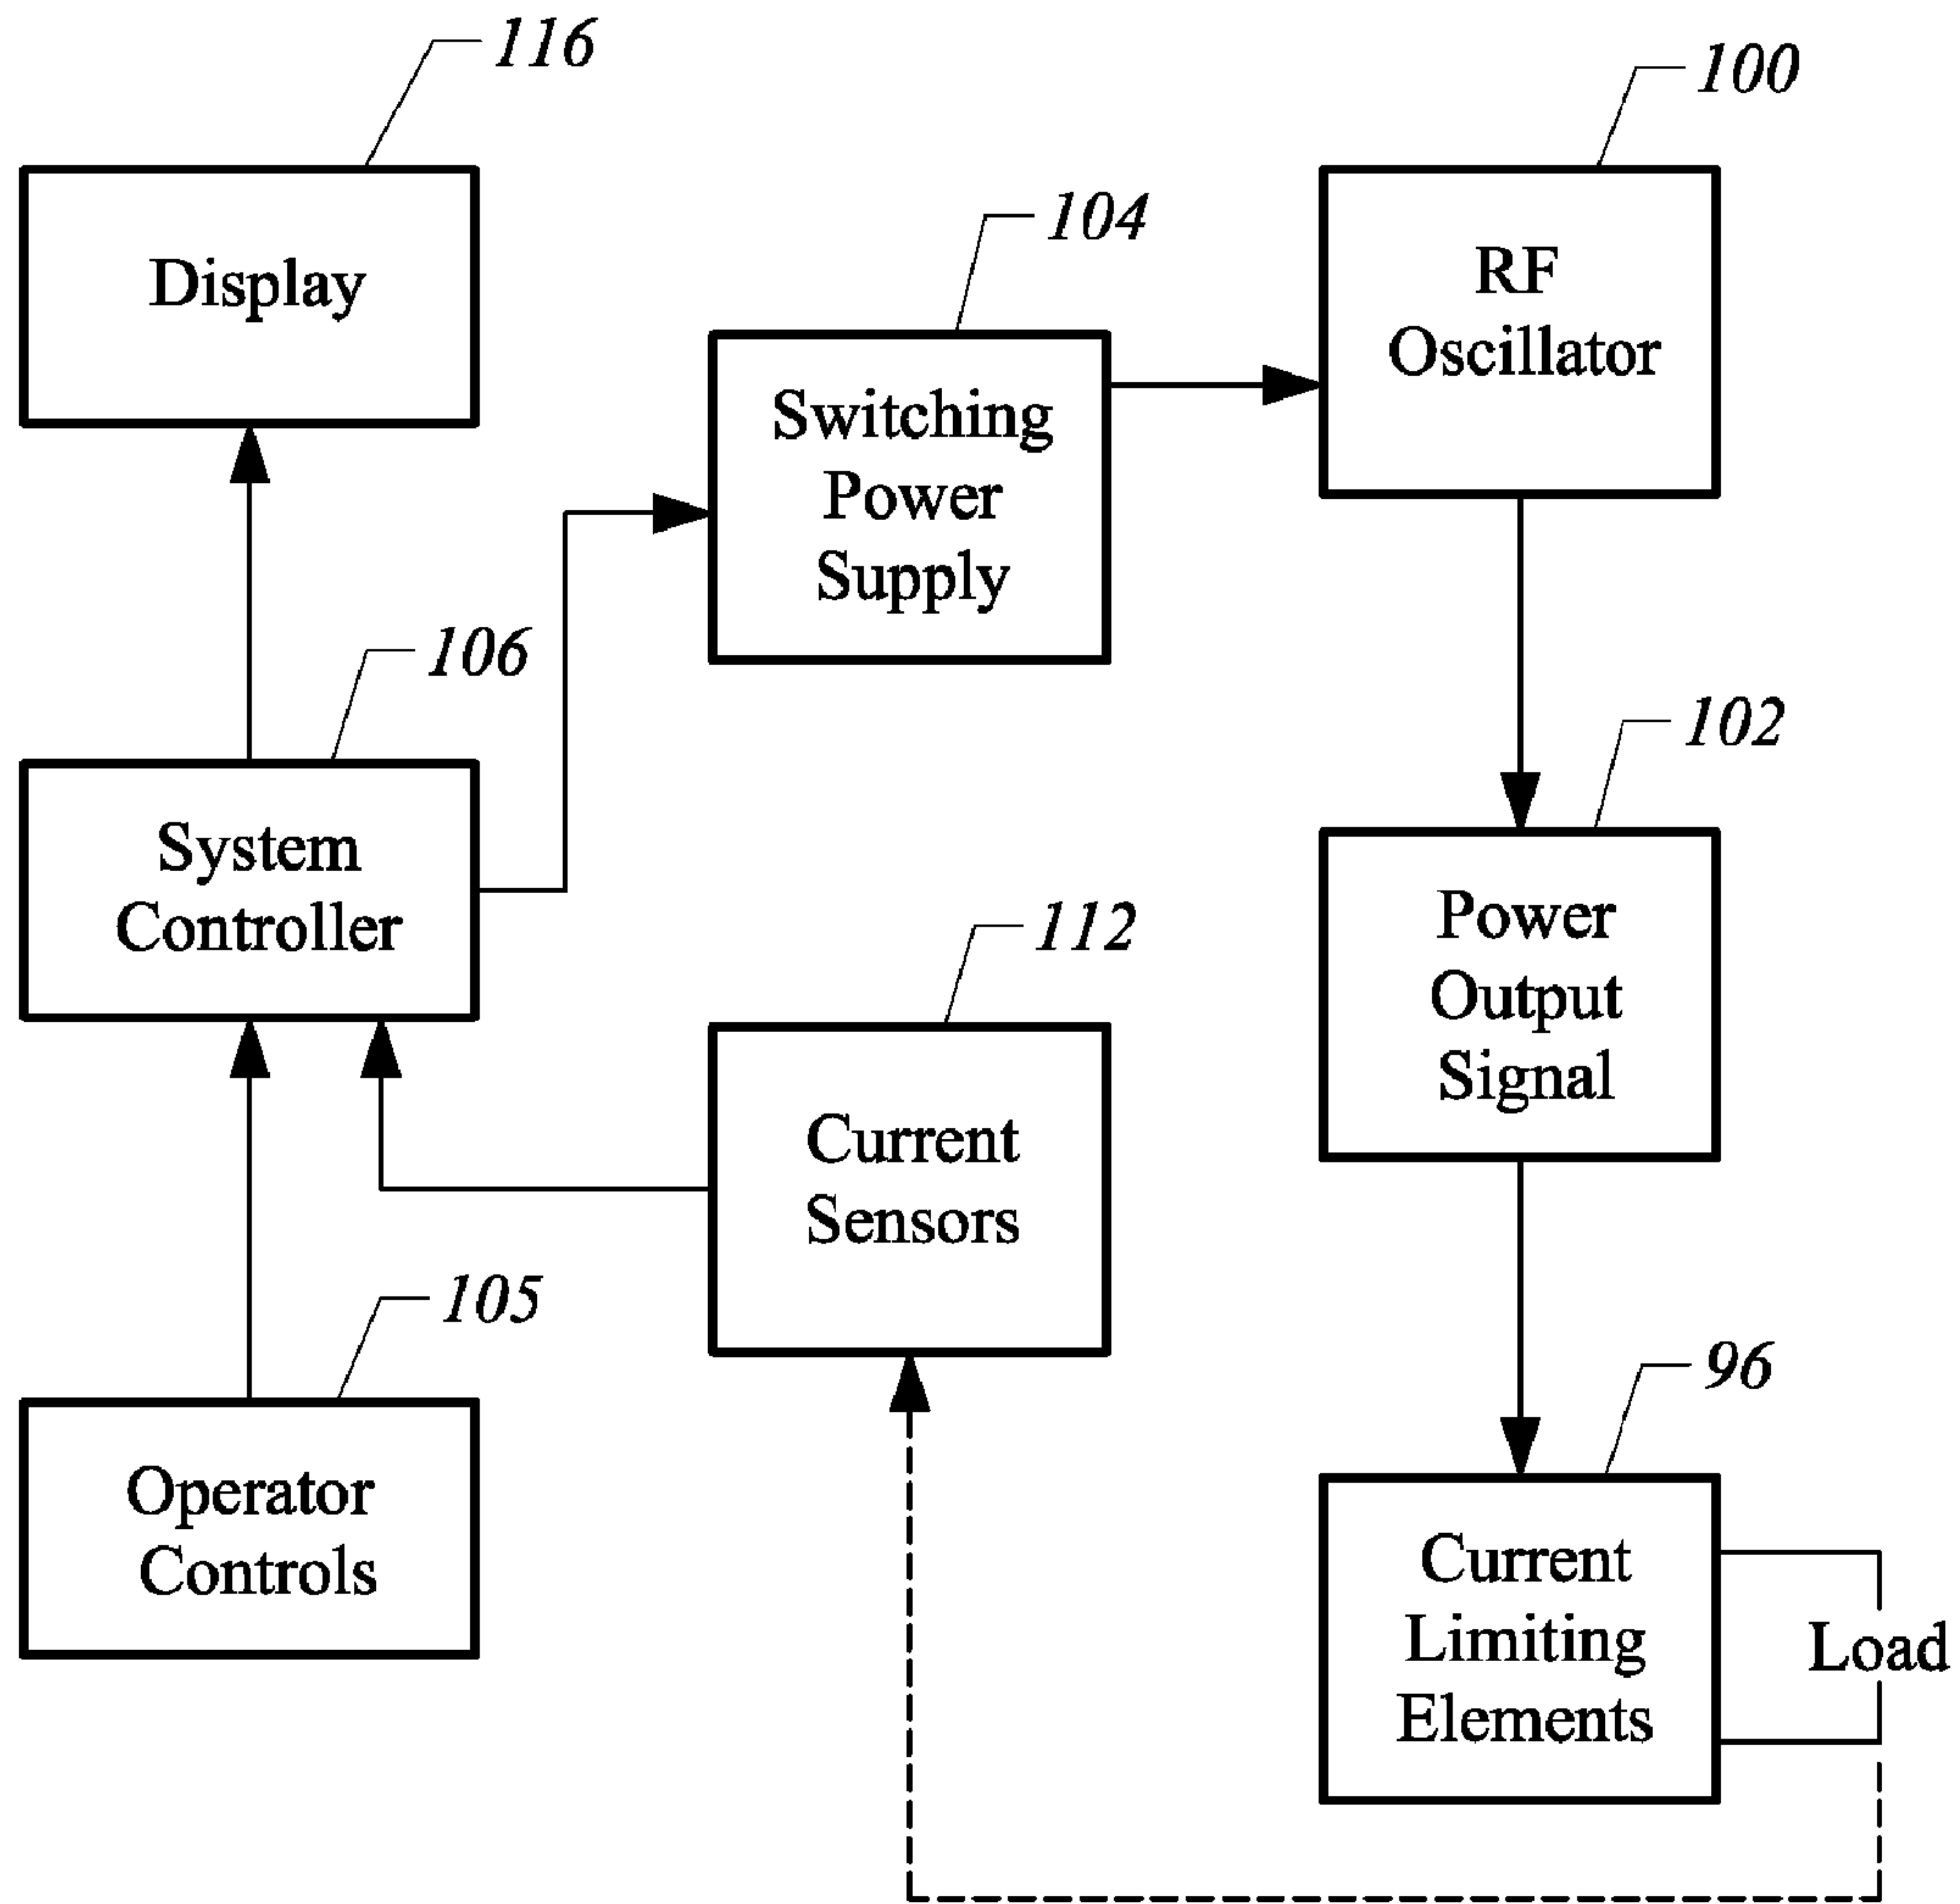 116
Display
100
RF
Oscillator
104
Switching
Power
Supply
106
System
Controller
102
Power
Output
Signal
112
Current
Sensors
105
Operator
Controls
96
Current
Limiting
Elements
Load